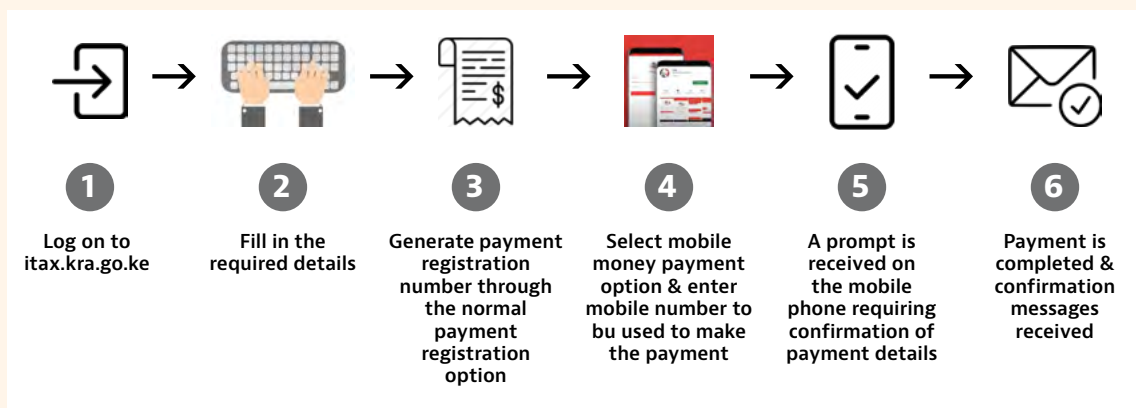 1
Log on to
itax.kra.go.ke
2
Fill in the
required details
3
Generate payment
registration
number through
the normal
payment
registration
option
4
Select mobile
money payment
option & enter
mobile number to
bu used to make
the payment
5
A prompt is
received on
the mobile
phone requiring
confirmation of
payment details
6
Payment is
completed &
confirmation
messages
received
$